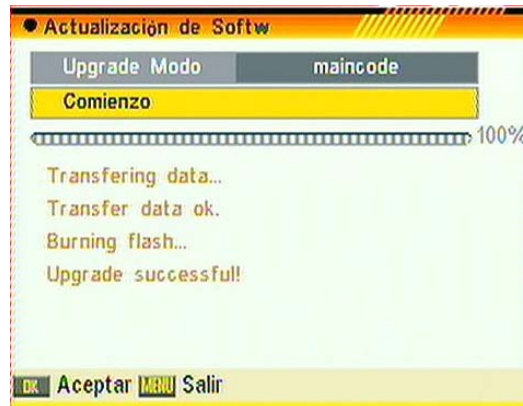 Actualización de Softw
Upgrade Modo maincode
Comienzo
100%
Transfering data...
Transfer data ok.
Burning flash...
Upgrade successful!
OK Aceptar MENU Salir